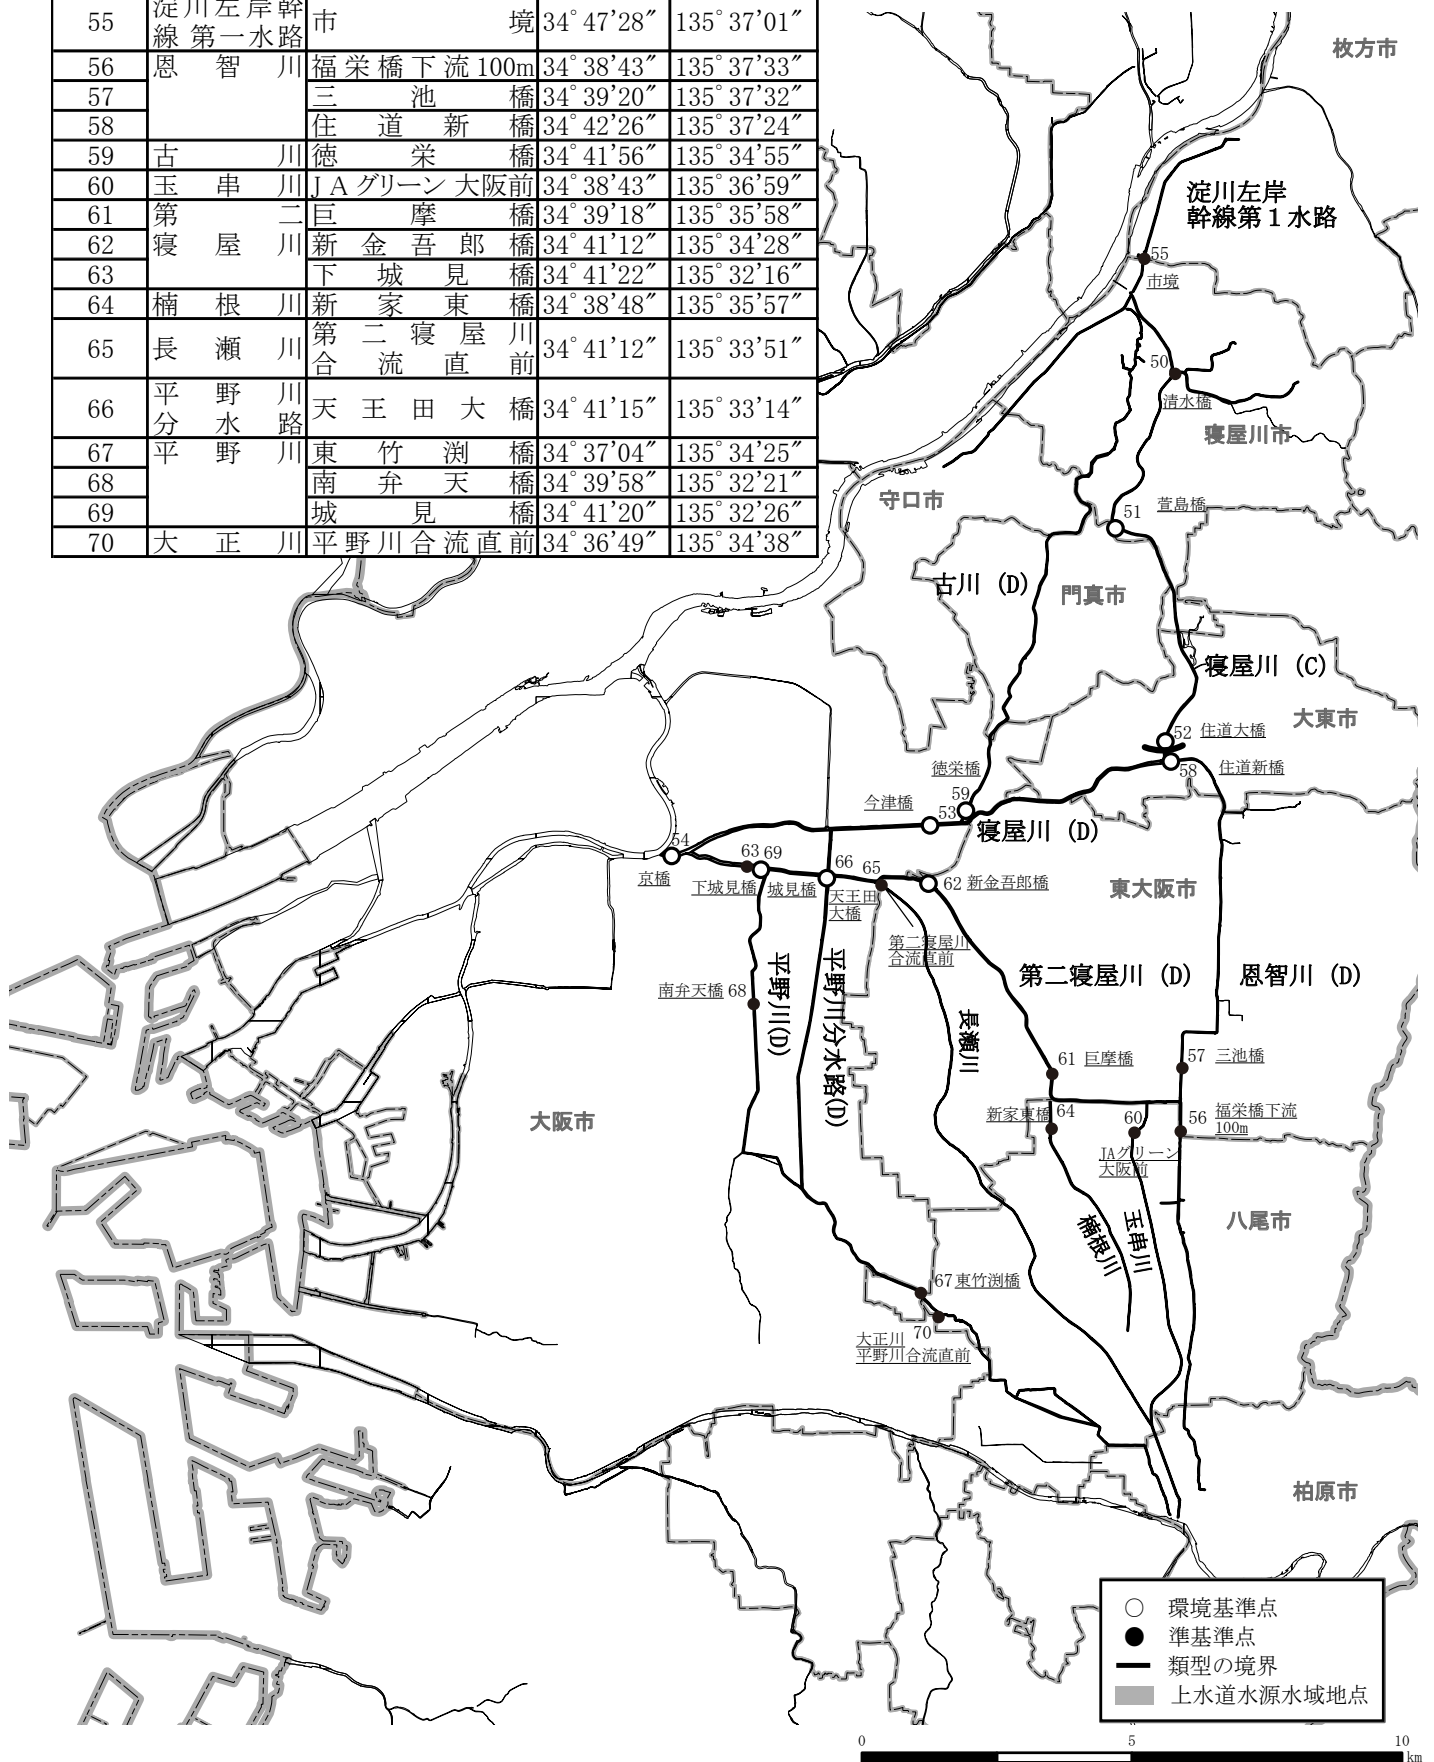 55 淀川左岸幹線第一水路 市境 34°47’28” 135°37’01”
56 恩智川 福栄橋下流100m 34°38’43” 135°37’33”
57 三池橋 34°39’20” 135°37’32”
58 住道新橋 34°42’26” 135°37’24”
59 古川 徳栄橋 34°41’56” 135°34’55”
60 玉串川 JAグリーン大阪前 34°38’43” 135°36’59”
61 第二寝屋川 巨摩橋 34°39’18” 135°35’58”
62 新金吾郎橋 34°41’12” 135°34’28”
63 下城見橋 34°41’22” 135°32’16”
64 楠根川 新家東橋 34°38’48” 135°35’57”
65 長瀬川 第二寝屋川合流直前 34°41’12” 135°33’51”
66 平野川分水路 天王田大橋 34°41’15” 135°33’14”
67 平野川 東竹渕橋 34°37’04” 135°34’25”
68 南弁天橋 34°39’58” 135°32’21”
69 城見橋 34°41’20” 135°32’26”
70 大正川 平野川合流直前 34°36’49” 135°34’38”
枚方市
淀川左岸
幹線第1水路
55
市境
50
清水橋
寝屋川市
守口市
51 萱島橋
古川 (D)
門真市
寝屋川 (C)
大東市
52 住道大橋
58 住道新橋
徳栄橋
59
今津橋
53
寝屋川 (D)
54
京橋
63
下城見橋
69
城見橋
66
天王田
大橋
65
第二寝屋川
合流直前
62 新金吾郎橋
東大阪市
第二寝屋川 (D)
恩智川 (D)
南弁天橋 68
平野川(D)
平野川分水路(D)
長瀬川
61 巨摩橋
57 三池橋
大阪市
新家東橋 64
60
JAグリーン
大阪前
56 福栄橋下流
100m
楠根川
玉串川
八尾市
67 東竹渕橋
70
大正川
平野川合流直前
柏原市
○ 環境基準点
● 準基準点
類型の境界
上水道水源水域地点
0 5 10
km